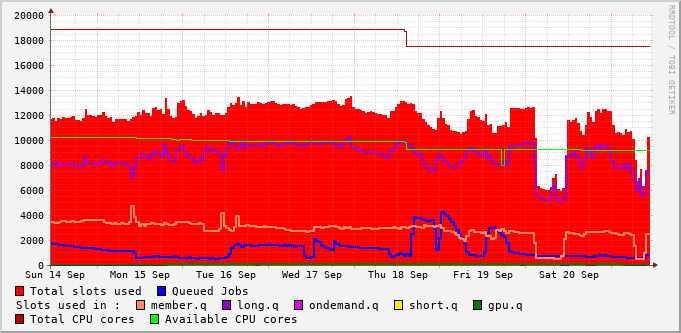 20000
18000
16000
14000
12000
10000
8000
6000
4000
2000
0
Sun 14 Sep Mon 15 Sep Tue 16 Sep Wed 17 Sep Thu 18 Sep Fri 19 Sep Sat 20 Sep
RRDTOOL / TOBI OETIKER
Total slots used Queued Jobs
Slots used in : member.q long.q ondemand.q short.q gpu.q
Total CPU cores Available CPU cores